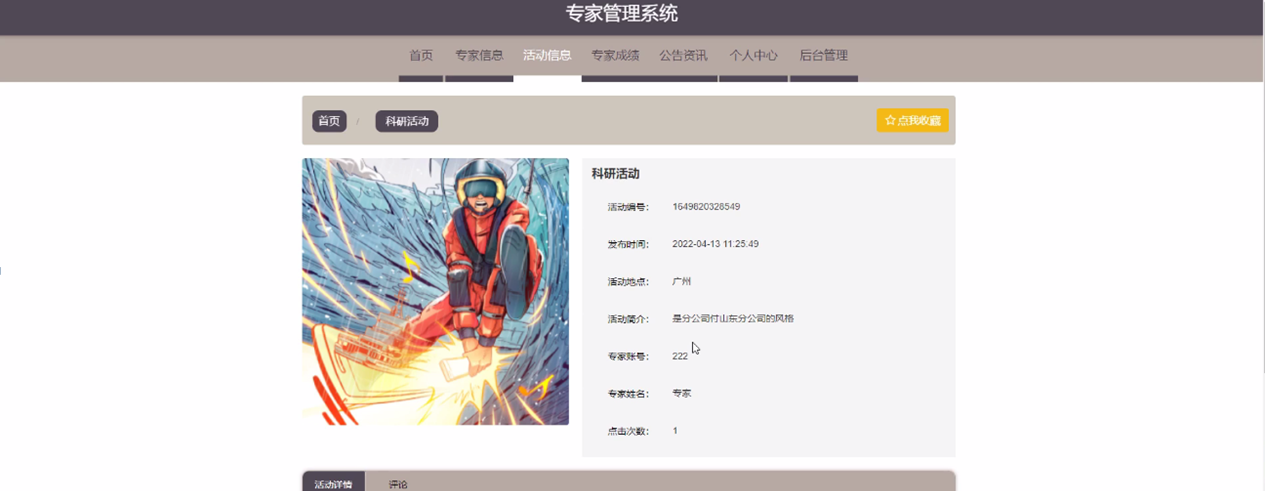 专家管理系统
首页 专家信息 活动信息 专家成绩 公告资讯 个人中心 后台管理
首页 / 科研活动 ☆点我收藏
科研活动
活动编号: 1649820328549
发布时间: 2022-04-13 11:25:49
活动地点: 广州
活动简介: 是分公司付山东分公司的风格
专家账号: 222
专家姓名: 专家
点击次数: 1
活动详情 评论